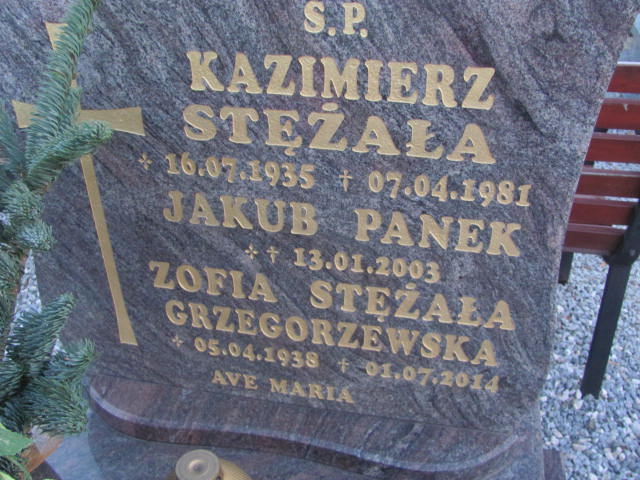 Ś.P.
KAZIMIERZ
STĘŻAŁA
16.07.1935 † 07.04.1981
JAKUB PANEK
† 13.01.2003
ZOFIA STĘŻAŁA
GRZEGORZEWSKA
05.04.1938 † 01.07.2014
AVE MARIA